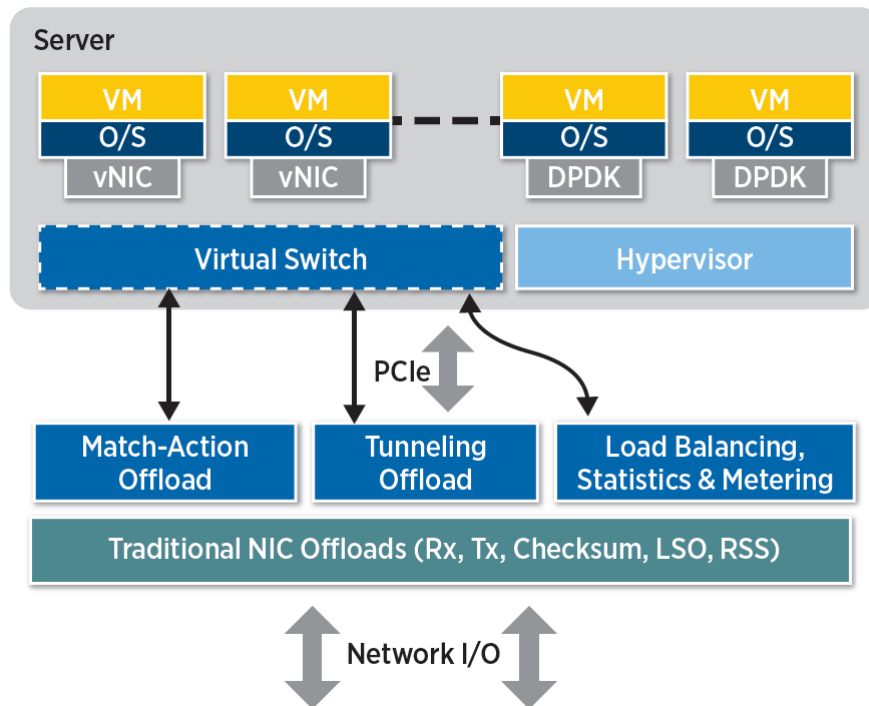 Server
VM VM VM VM
O/S O/S O/S O/S
vNIC vNIC DPDK DPDK
Virtual Switch Hypervisor
PCIe
Match-Action
Offload
Tunneling
Offload
Load Balancing,
Statistics & Metering
Traditional NIC Offloads (Rx, Tx, Checksum, LSO, RSS)
Network I/O